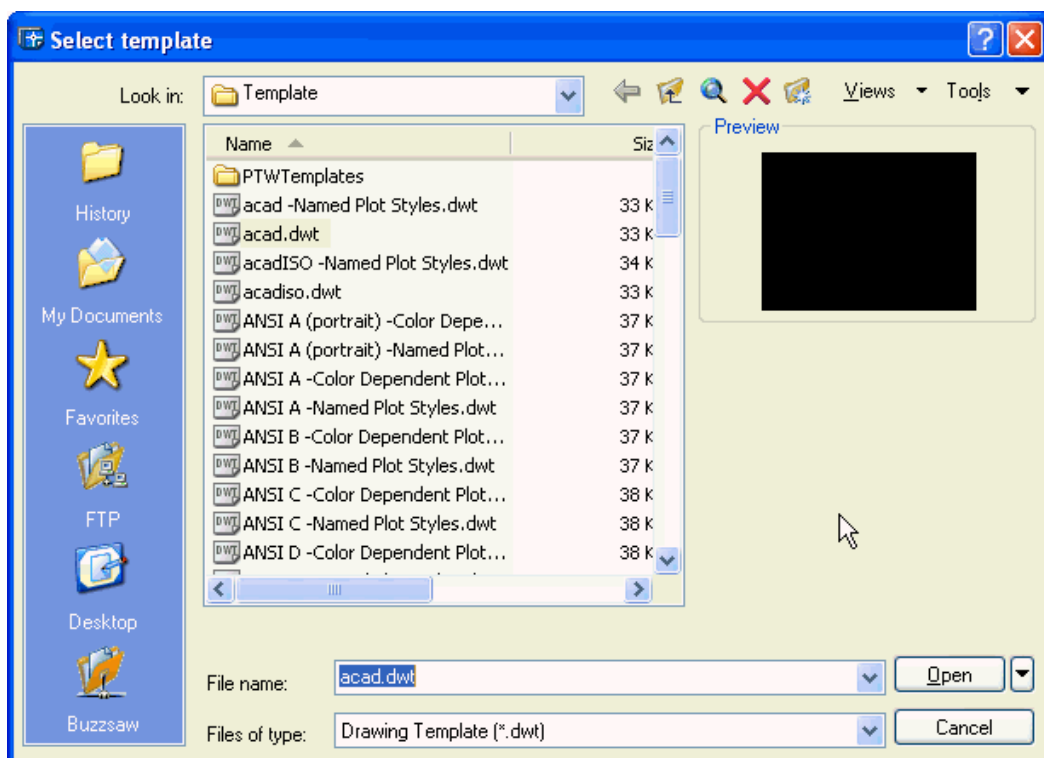 Select template
Look in: Template Views Tools
Name Siz
Preview
PTWTemplates
acad -Named Plot Styles.dwt 33 K
acad.dwt 33 K
acadISO -Named Plot Styles.dwt 34 K
acadiso.dwt 33 K
ANSI A (portrait) -Color Depe... 37 K
ANSI A (portrait) -Named Plot... 37 K
ANSI A -Color Dependent Plot... 37 K
ANSI A -Named Plot Styles.dwt 37 K
ANSI B -Color Dependent Plot... 37 K
ANSI B -Named Plot Styles.dwt 37 K
ANSI C -Color Dependent Plot... 38 K
ANSI C -Named Plot Styles.dwt 38 K
ANSI D -Color Dependent Plot... 38 K
History
My Documents
Favorites
FTP
Desktop
Buzzsaw
File name: acad.dwt Open
Files of type: Drawing Template (*.dwt) Cancel